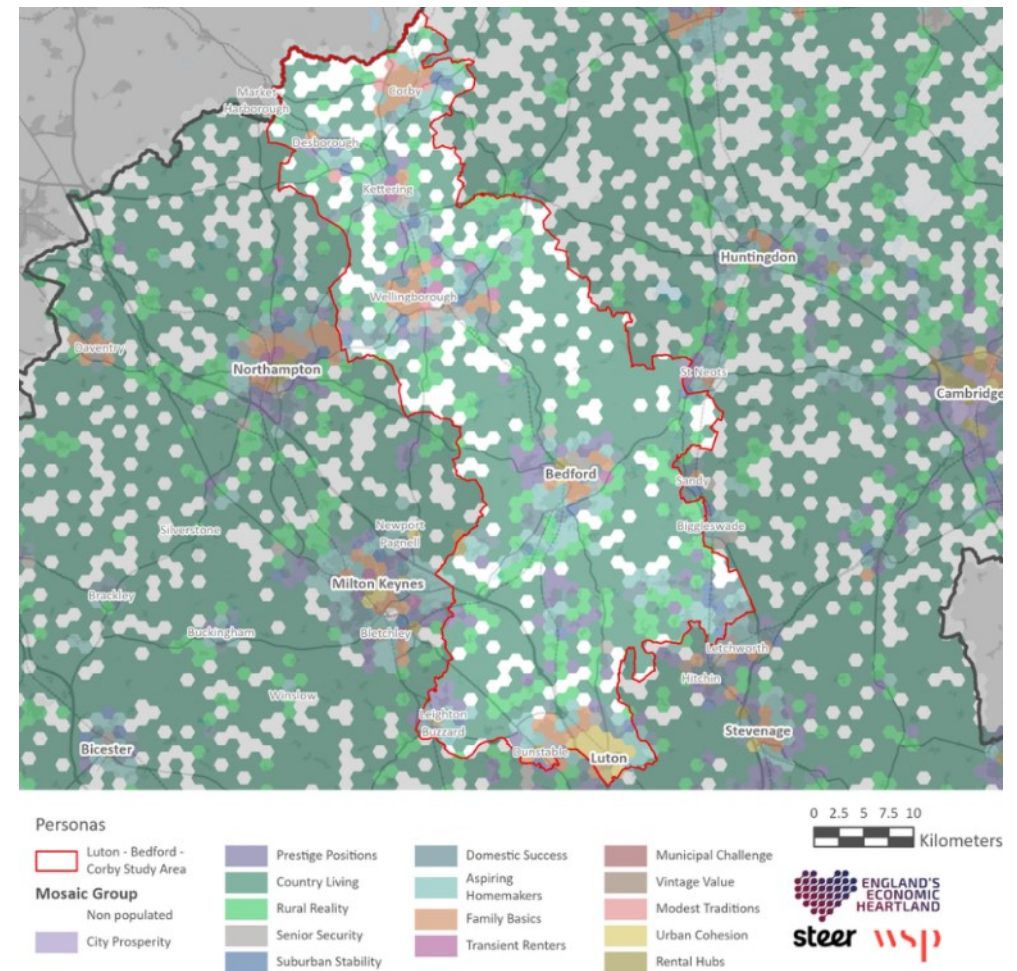 Corby
Market
Harborough
Desborough
Kettering
Huntingdon
Wellingborough
Daventry
Northampton
St Neots
Cambridge
Bedford
Sandy
Silverstone
Newport
Pagnell
Biggleswade
Milton Keynes
Brackley
Buckingham
Bletchley
Letchworth
Hitchin
Winslow
Leighton
Buzzard
Bicester
Dunstable
Luton
Stevenage
Personas
Luton - Bedford -
Corby Study Area
Mosaic Group
Non populated
City Prosperity
Prestige Positions
Country Living
Rural Reality
Senior Security
Suburban Stability
Domestic Success
Aspiring
Homemakers
Family Basics
Transient Renters
Municipal Challenge
Vintage Value
Modest Traditions
Urban Cohesion
Rental Hubs
0 2.5 5 7.5 10
Kilometers
ENGLAND'S
ECONOMIC
HEARTLAND
steer wsp